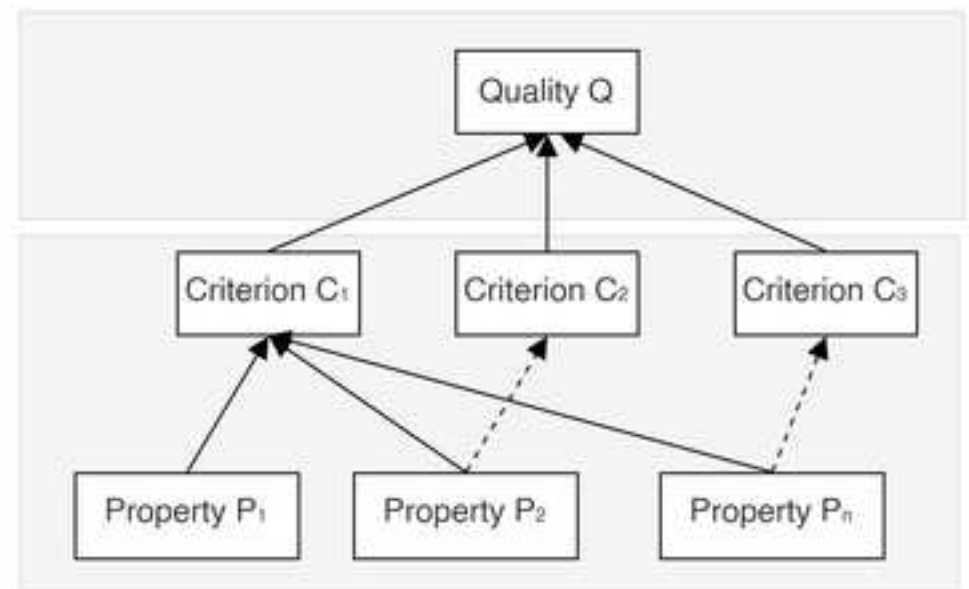 Quality Q
Criterion C₁
Criterion C₂
Criterion C₃
Property P₁
Property P₂
Property Pₙ